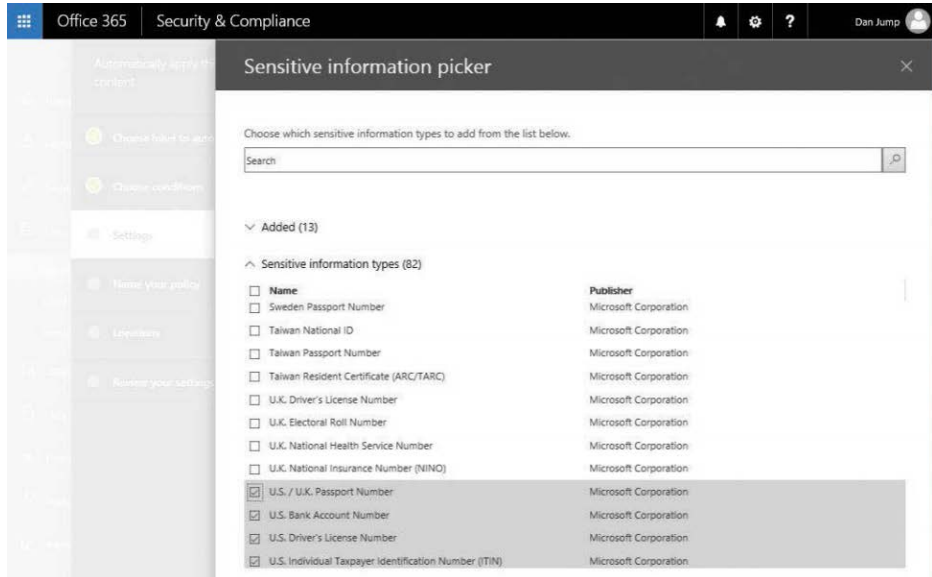 Office 365 Security & Compliance ? Dan Jump
Automatically apply
content
Sensitive information picker
Choose conditions
Settings
Name your policy
Locations
Review your settings
Choose which sensitive information types to add from the list below.
Search
Added (13)
Sensitive information types (82)
Name Publisher
Sweden Passport Number Microsoft Corporation
Taiwan National ID Microsoft Corporation
Taiwan Passport Number Microsoft Corporation
Taiwan Resident Certificate (ARC/TARC) Microsoft Corporation
U.K. Driver's License Number Microsoft Corporation
U.K. Electoral Roll Number Microsoft Corporation
U.K. National Health Service Number Microsoft Corporation
U.K. National Insurance Number (NINO) Microsoft Corporation
U.S. / U.K. Passport Number Microsoft Corporation
U.S. Bank Account Number Microsoft Corporation
U.S. Driver's License Number Microsoft Corporation
U.S. Individual Taxpayer Identification Number (ITIN) Microsoft Corporation